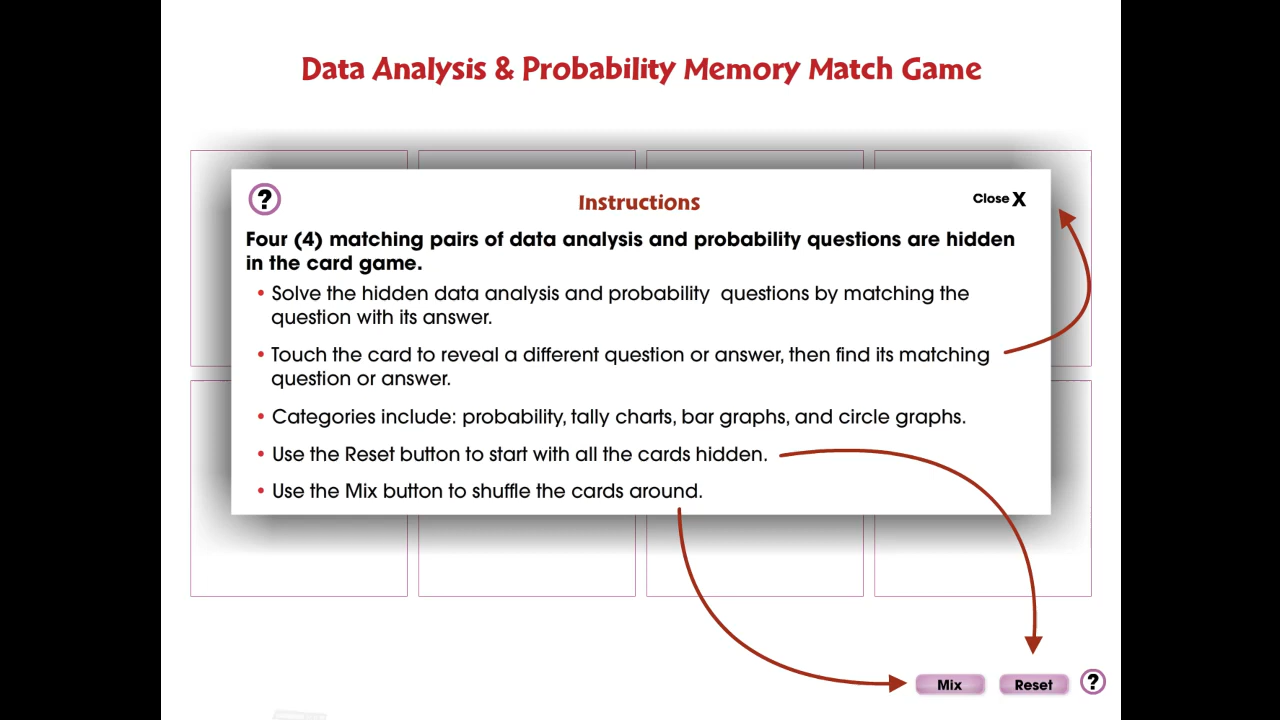 Data Analysis & Probability Memory Match Game
?
Instructions
Close X
Four (4) matching pairs of data analysis and probability questions are hidden
in the card game.
• Solve the hidden data analysis and probability questions by matching the
question with its answer.
• Touch the card to reveal a different question or answer, then find its matching
question or answer.
• Categories include: probability, tally charts, bar graphs, and circle graphs.
• Use the Reset button to start with all the cards hidden.
• Use the Mix button to shuffle the cards around.
Mix
Reset
?